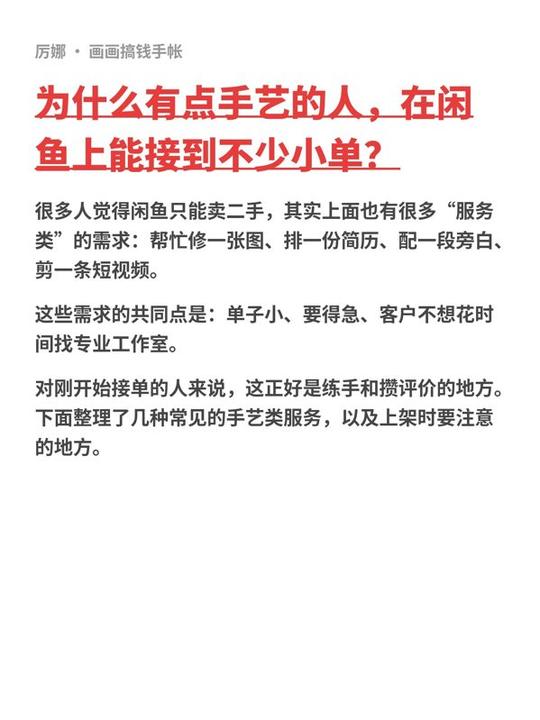 厉娜 · 画画搞钱手帐
为什么有点手艺的人，在闲
鱼上能接到不少小单？
很多人觉得闲鱼只能卖二手，其实上面也有很多“服务
类”的需求：帮忙修一张图、排一份简历、配一段旁白、
剪一条短视频。
这些需求的共同点是：单子小、要得急、客户不想花时
间找专业工作室。
对刚开始接单的人来说，这正好是练手和攒评价的地方。
下面整理了几种常见的手艺类服务，以及上架时要注意
的地方。